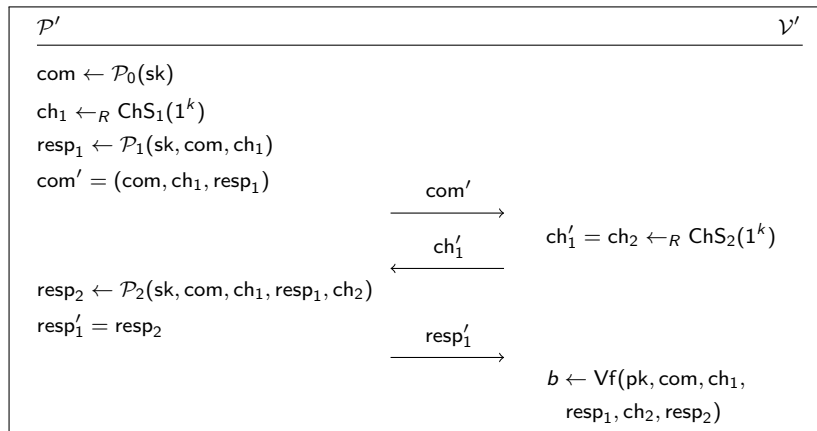 𝒫′ 𝒱′
com ← 𝒫₀(sk)
ch₁ ←_R ChS₁(1ᵏ)
resp₁ ← 𝒫₁(sk, com, ch₁)
com′ = (com, ch₁, resp₁)
com′
ch′₁ = ch₂ ←_R ChS₂(1ᵏ)
ch′₁
resp₂ ← 𝒫₂(sk, com, ch₁, resp₁, ch₂)
resp′₁ = resp₂
resp′₁
b ← Vf(pk, com, ch₁,
resp₁, ch₂, resp₂)